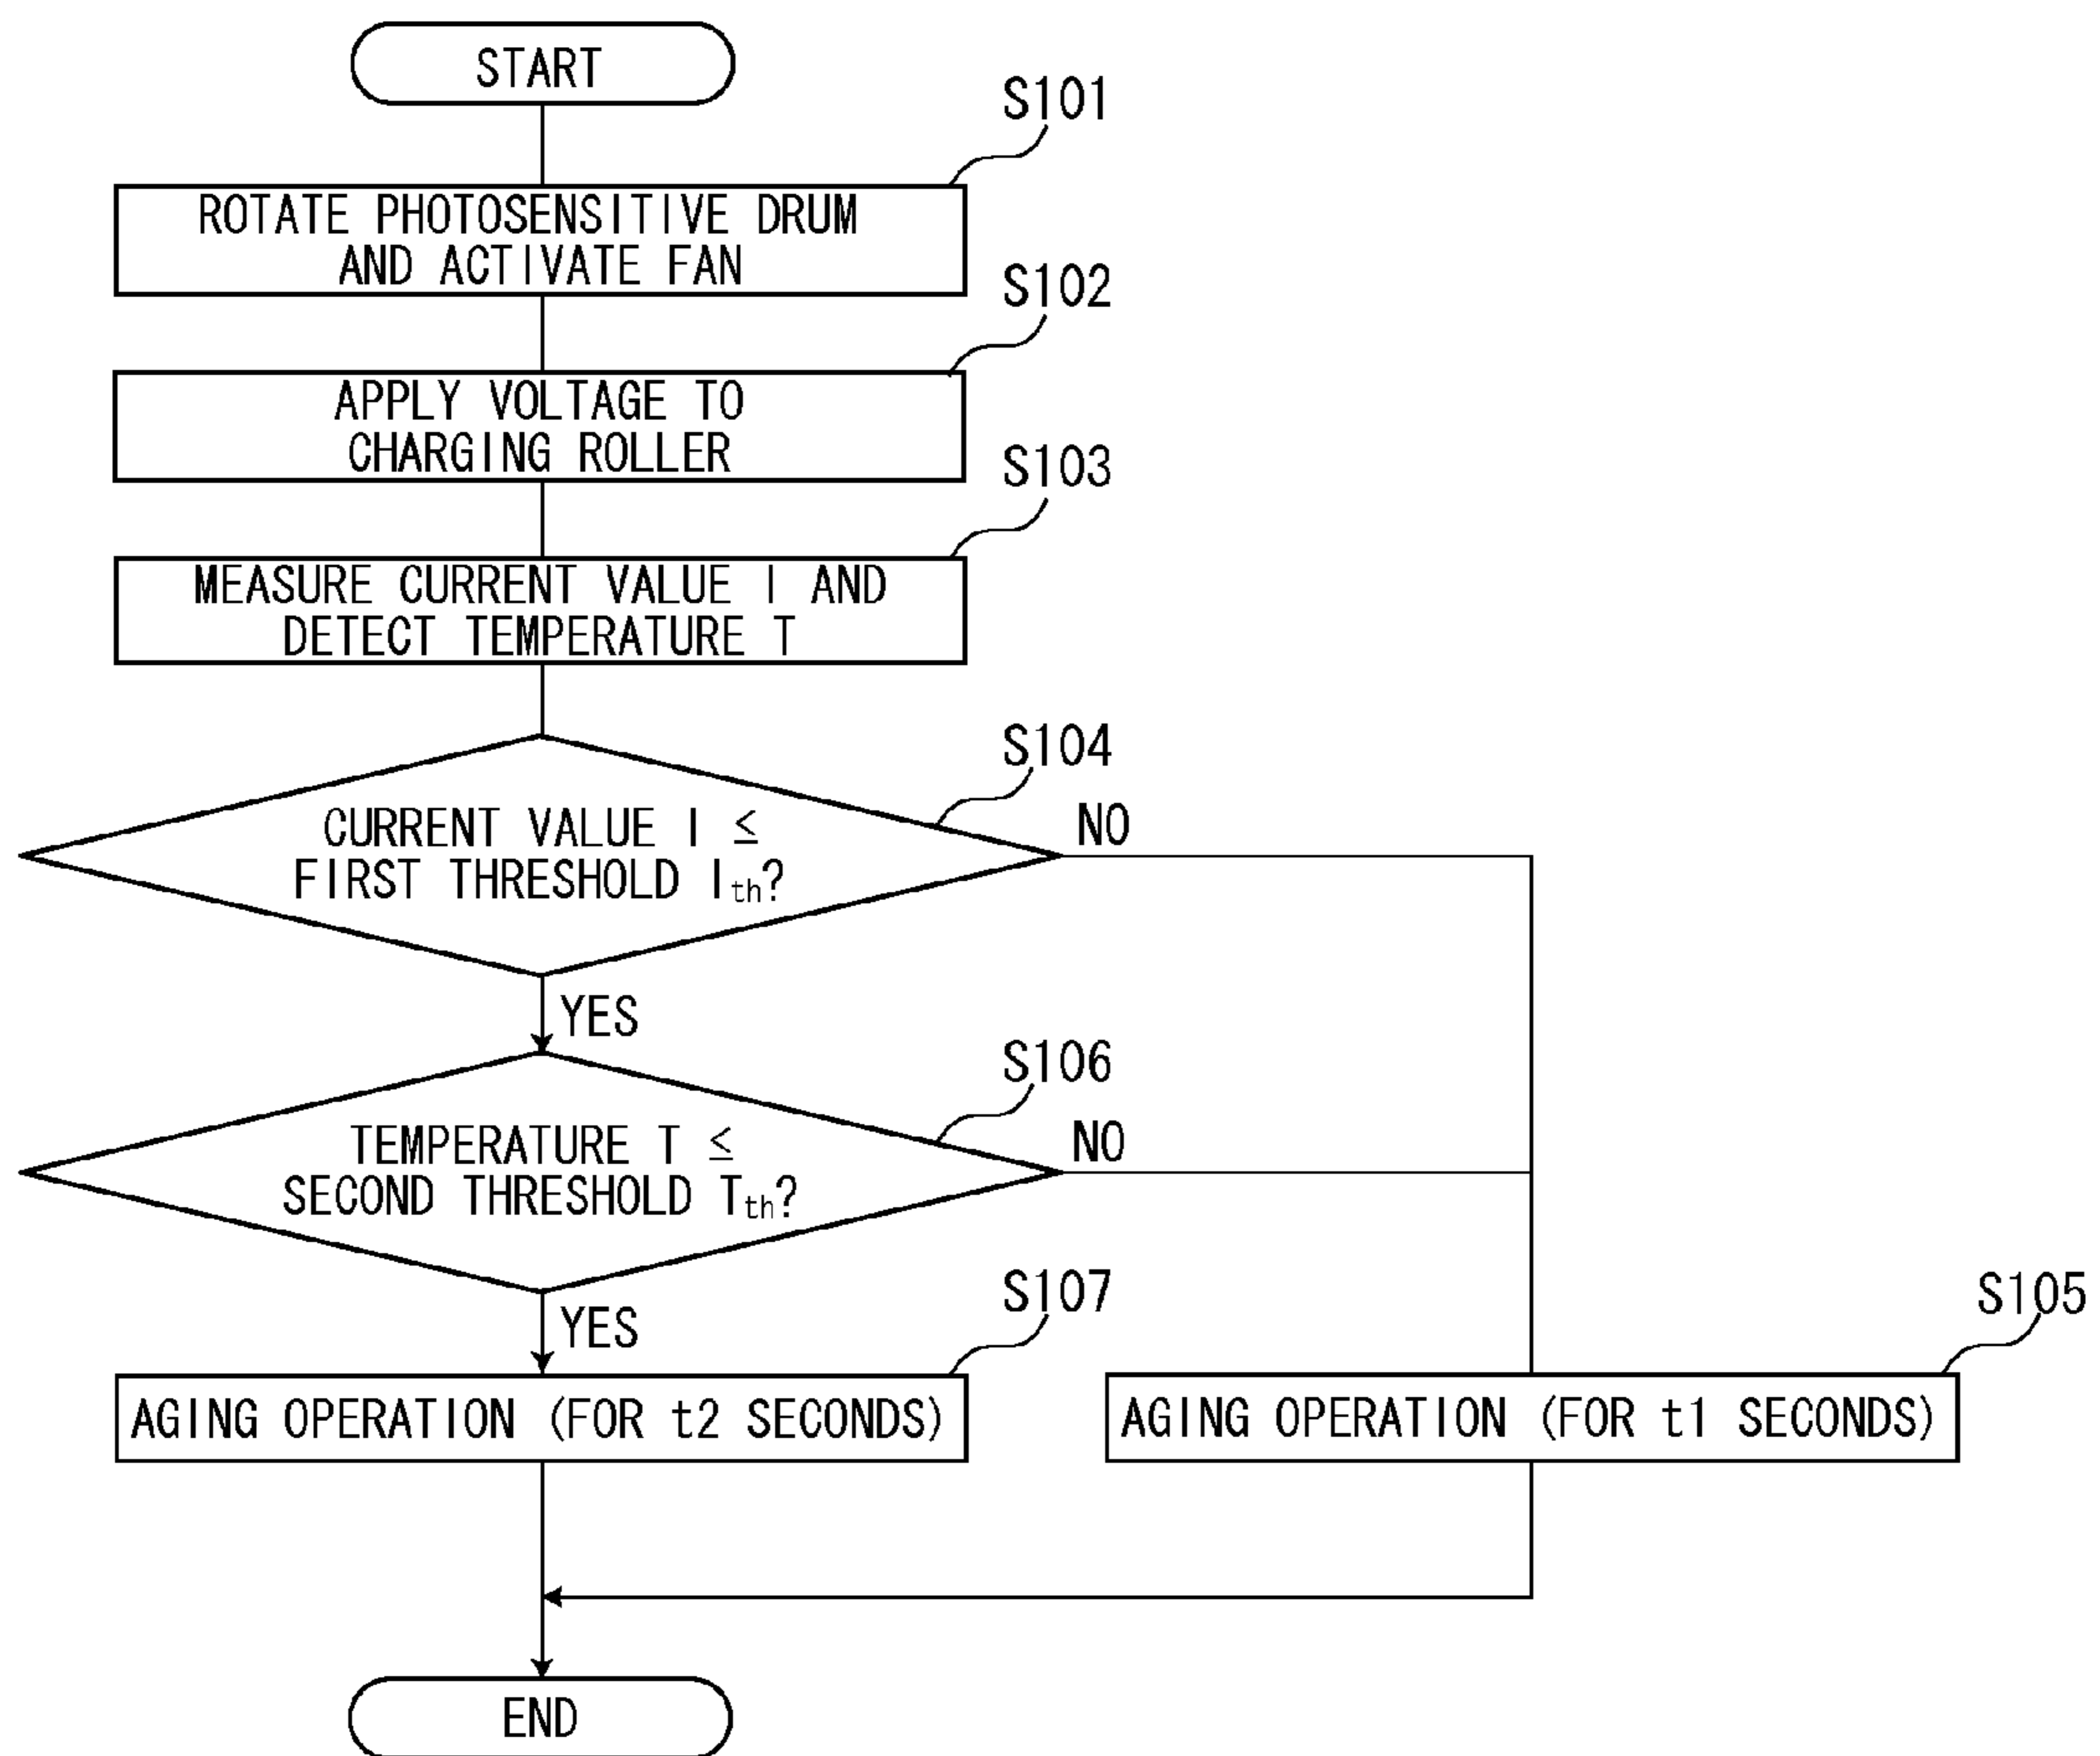 START
S101
ROTATE PHOTOSENSITIVE DRUM
AND ACTIVATE FAN
S102
APPLY VOLTAGE TO
CHARGING ROLLER
S103
MEASURE CURRENT VALUE I AND
DETECT TEMPERATURE T
S104
CURRENT VALUE I ≤
FIRST THRESHOLD Ith?
NO
YES
S106
TEMPERATURE T ≤
SECOND THRESHOLD Tth?
NO
YES
S107
AGING OPERATION (FOR t2 SECONDS)
S105
AGING OPERATION (FOR t1 SECONDS)
END